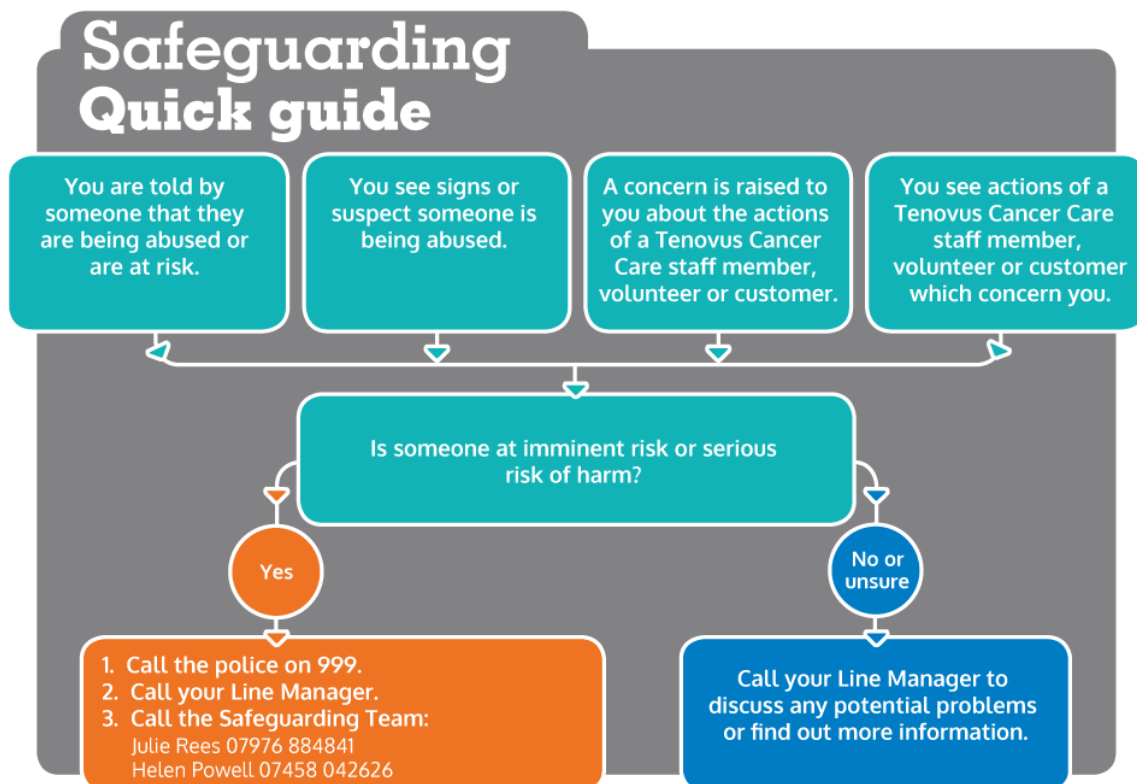 Safeguarding
Quick guide
You are told by
someone that they
are being abused or
are at risk.
You see signs or
suspect someone is
being abused.
A concern is raised to
you about the actions
of a Tenovus Cancer
Care staff member,
volunteer or customer.
You see actions of a
Tenovus Cancer Care
staff member,
volunteer or customer
which concern you.
Is someone at imminent risk or serious
risk of harm?
Yes
No or
unsure
1. Call the police on 999.
2. Call your Line Manager.
3. Call the Safeguarding Team:
Julie Rees 07976 884841
Helen Powell 07458 042626
Call your Line Manager to
discuss any potential problems
or find out more information.